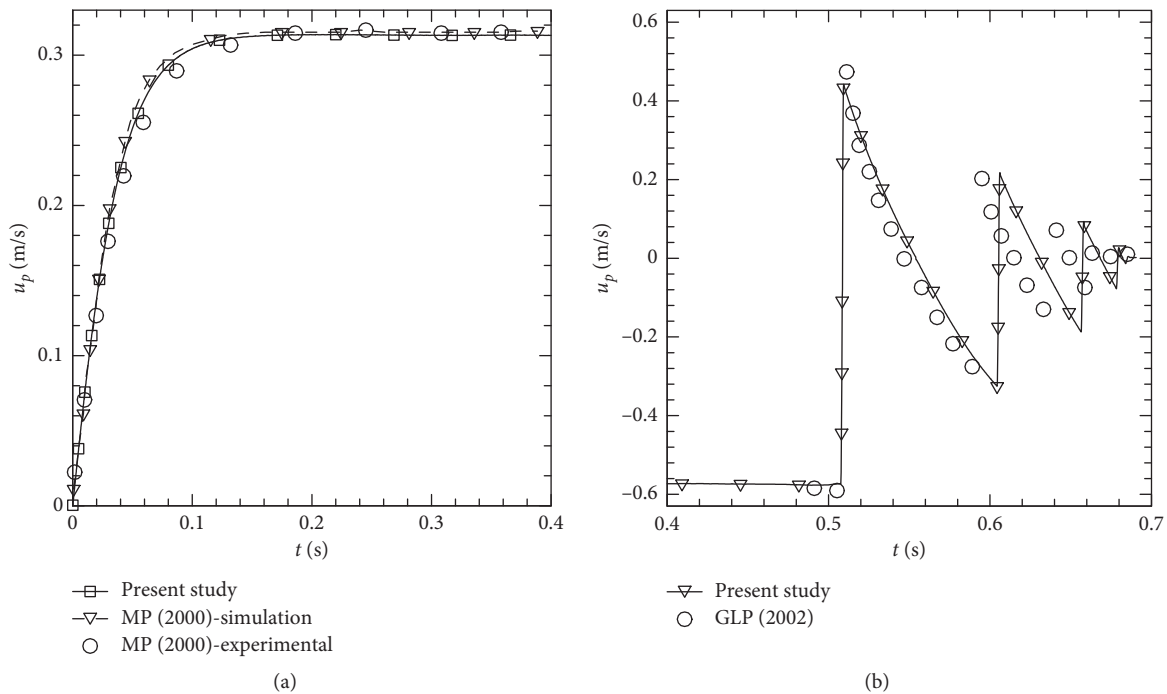 0.3
0.2
0.1
0
u_p (m/s)
0
0.1
0.2
0.3
0.4
t (s)
Present study
MP (2000)-simulation
MP (2000)-experimental
(a)
0.4
0.2
0
−0.2
−0.4
−0.6
u_p (m/s)
0.4
0.5
0.6
0.7
t (s)
Present study
GLP (2002)
(b)